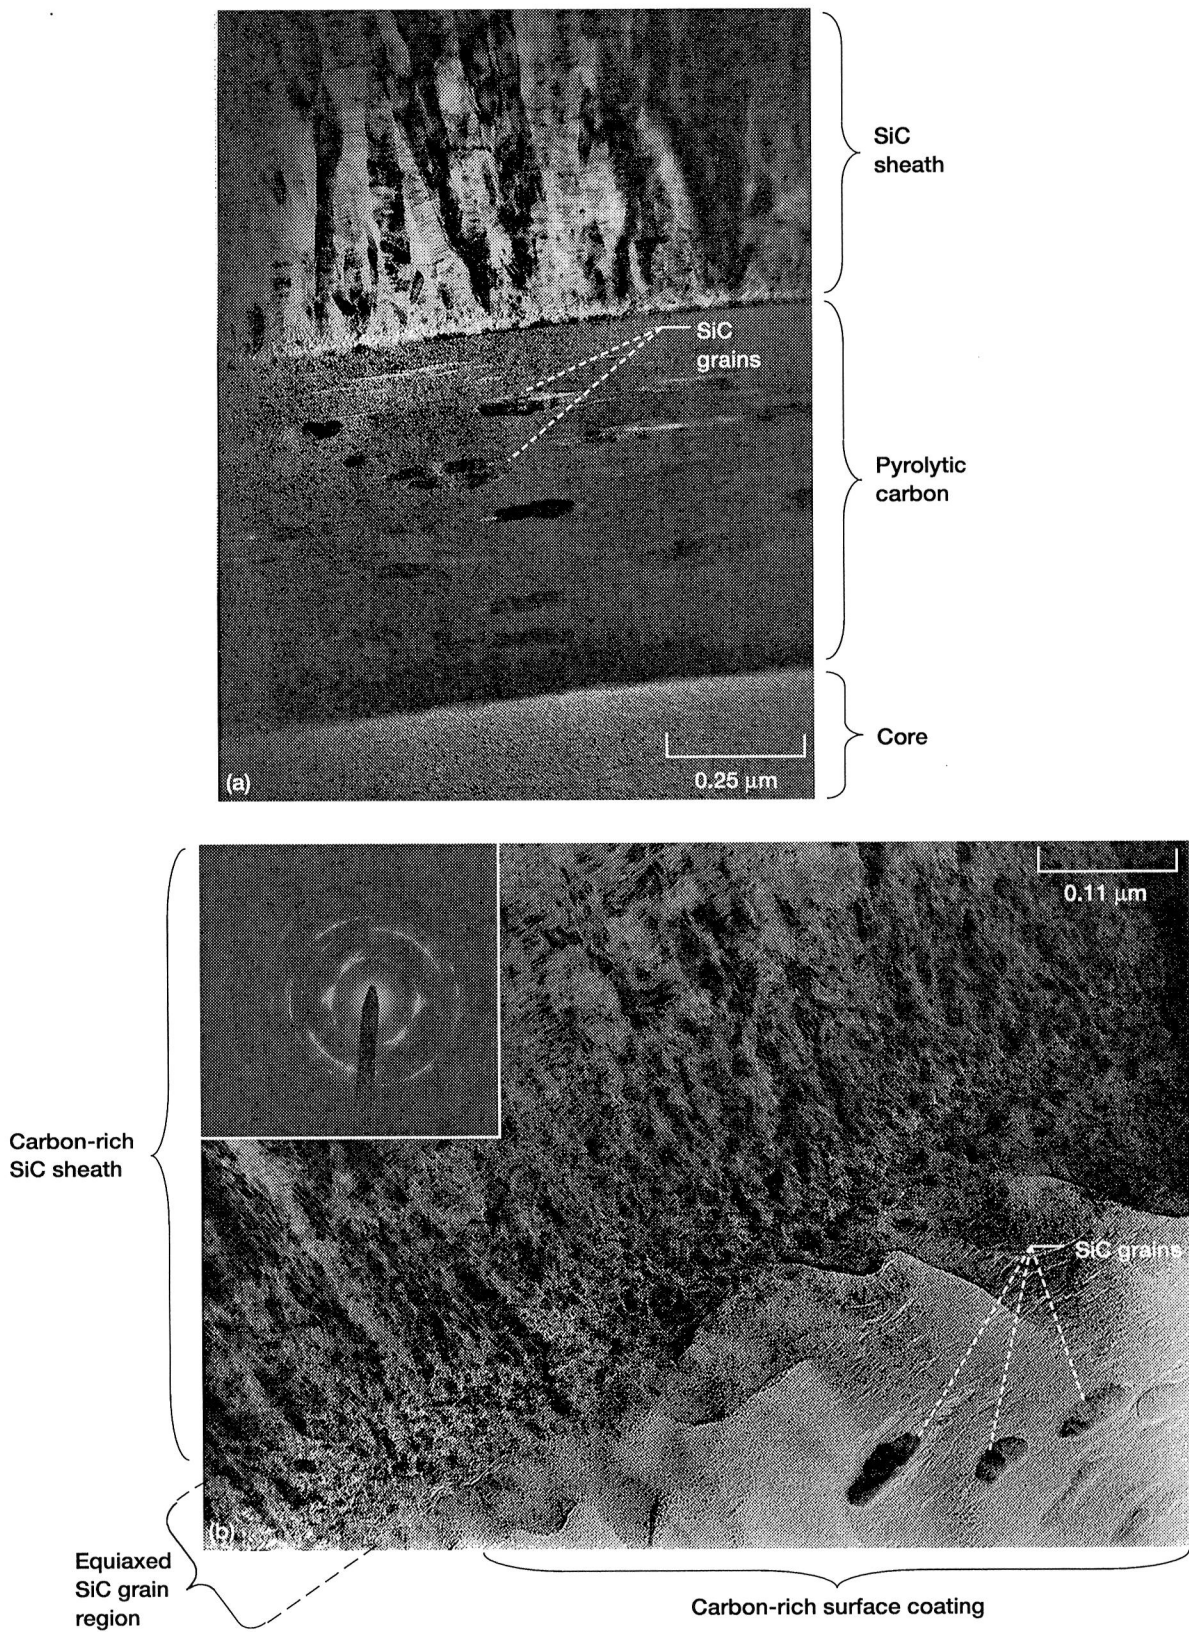 SiC
sheath
SiC
grains
Pyrolytic
carbon
Core
0.25 μm
(a)
0.11 μm
Carbon-rich
SiC sheath
SiC grains
(b)
Equiaxed
SiC grain
region
Carbon-rich surface coating